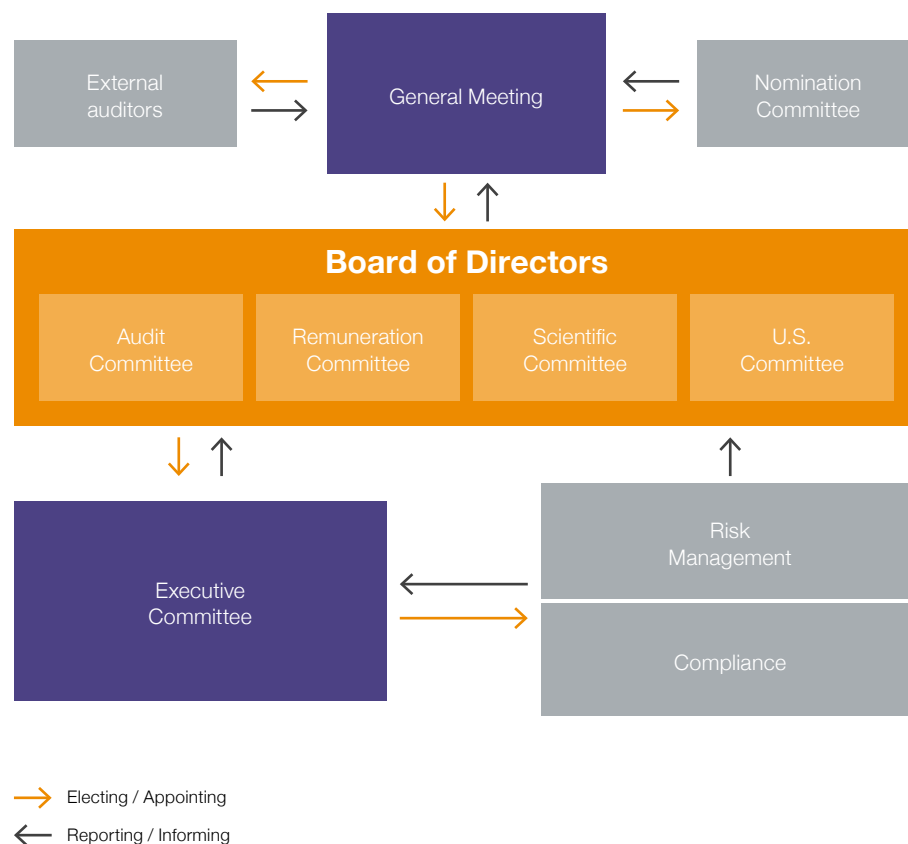 External
auditors
General Meeting
Nomination
Committee
Board of Directors
Audit
Committee
Remuneration
Committee
Scientific
Committee
U.S.
Committee
Executive
Committee
Risk
Management
Compliance
Electing / Appointing
Reporting / Informing